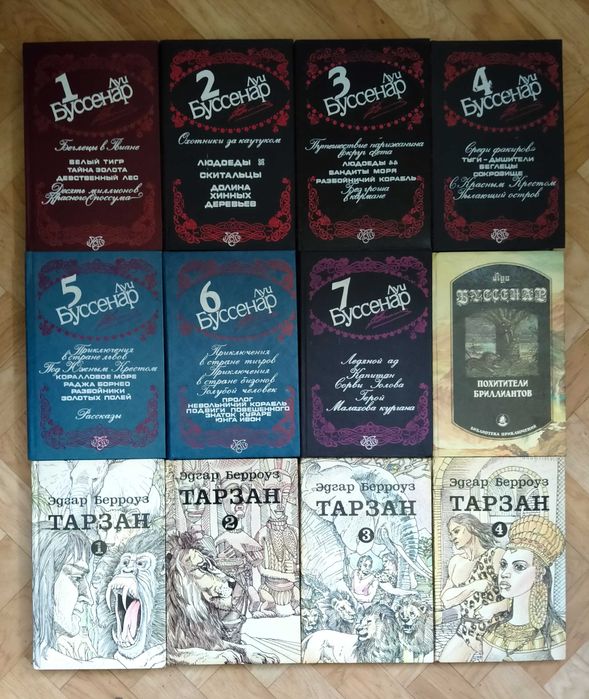 1
Луи
Буссенар
Беглецы в Гвиане
БЕЛЫЙ ТИГР
ТАЙНА ЗОЛОТА
ДЕВСТВЕННЫЙ ЛЕС
Десять миллионов
Красного Опоссума
2
Луи
Буссенар
Охотники за каучуком
ЛЮДОЕДЫ
СКИТАЛЬЦЫ
ДОЛИНА
ХИННЫХ
ДЕРЕВЬЕВ
3
Луи
Буссенар
Путешествие парижанина
вокруг света
ЛЮДОЕДЫ
БАНДИТЫ МОРЯ
РАЗБОЙНИЧИЙ КОРАБЛЬ
Без гроша
в кармане
4
Луи
Буссенар
Среди факиров
ТУГИ-ДУШИТЕЛИ
БЕГЛЕЦЫ
СОКРОВИЩЕ
С Красным Крестом
Пылающий остров
5
Луи
Буссенар
Приключения
в стране львов
Под Южным Крестом
КОРАЛЛОВОЕ МОРЕ
РАДЖА БОРНЕО
РАЗБОЙНИКИ
ЗОЛОТЫХ ПОЛЕЙ
Рассказы
6
Луи
Буссенар
Приключения
в стране тигров
Приключения
в стране бизонов
Голубой человек
ПРОЛОГ
НЕВОЛЬНИЧИЙ КОРАБЛЬ
ПОДВИГИ ПОВЕШЕННОГО
ЗНАТОК КУРАРЕ
ЮНГА ИВОН
7
Луи
Буссенар
Ледяной ад
Капитан
Сорви Голова
Герой
Малахова кургана
Луи
БУССЕНАР
ПОХИТИТЕЛИ
БРИЛЛИАНТОВ
БИБЛИОТЕКА ПРИКЛЮЧЕНИЙ
Эдгар Берроуз
ТАРЗАН
1
Эдгар Берроуз
ТАРЗАН
2
Эдгар Берроуз
ТАРЗАН
3
Эдгар Берроуз
ТАРЗАН
4